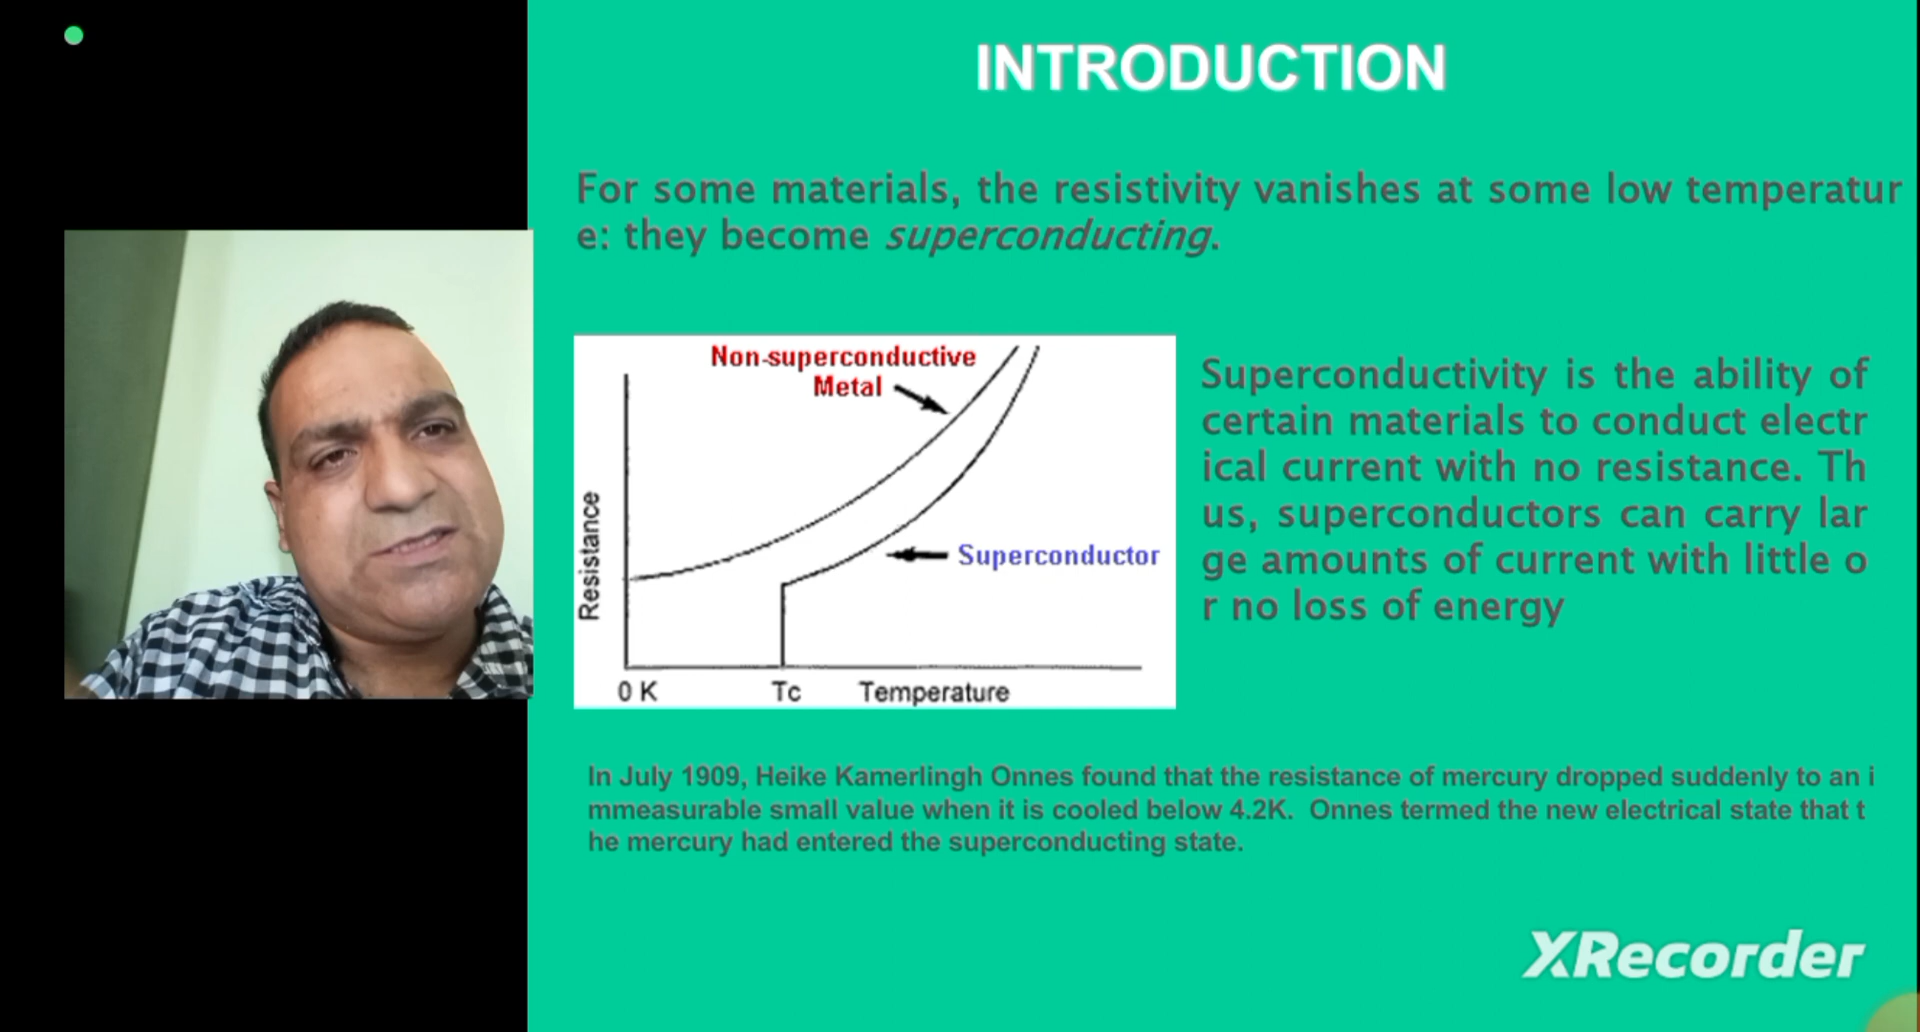 INTRODUCTION
For some materials, the resistivity vanishes at some low temperatur
e: they become superconducting.
Non-superconductive
Metal
Superconductor
Resistance
0 K
Tc
Temperature
Superconductivity is the ability of
certain materials to conduct electr
ical current with no resistance. Th
us, superconductors can carry lar
ge amounts of current with little o
r no loss of energy
In July 1909, Heike Kamerlingh Onnes found that the resistance of mercury dropped suddenly to an i
mmeasurable small value when it is cooled below 4.2K.  Onnes termed the new electrical state that t
he mercury had entered the superconducting state.
XRecorder